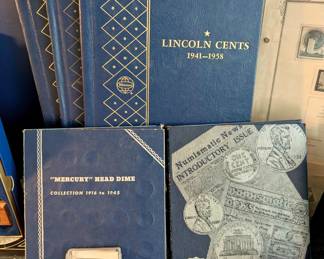 ★
LINCOLN CENTS
1941—1958
"MERCURY" HEAD DIME
COLLECTION 1916 to 1945
Numismatic News
INTRODUCTORY ISSUE